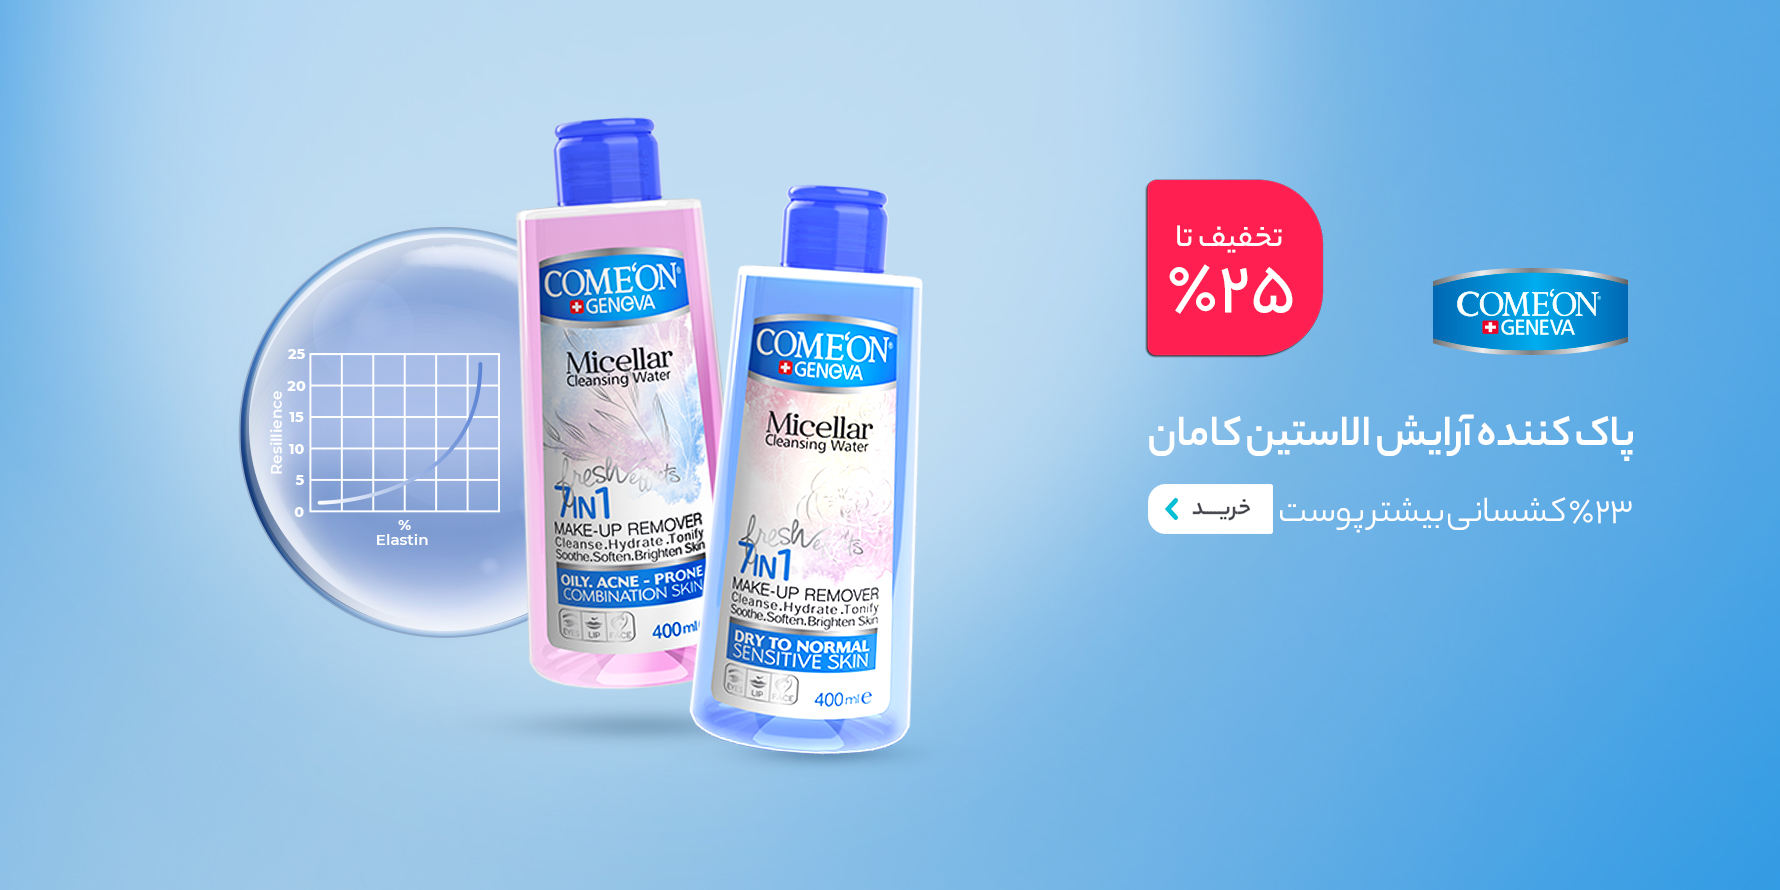 تخفیف تا
%۲۵
COME'ON®
GENEVA
پاک کننده آرایش الاستین کامان
%۲۳ کشسانی بیشتر پوست
خرید
COME'ON®
GENEVA
Micellar
Cleansing Water
fresh effects
7IN1
MAKE-UP REMOVER
Cleanse.Hydrate.Tonify
Soothe.Soften.Brighten Skin
OILY. ACNE - PRONE
COMBINATION SKIN
EYES LIP FACE
400ml
COME'ON®
GENEVA
Micellar
Cleansing Water
fresh effects
7IN1
MAKE-UP REMOVER
Cleanse.Hydrate.Tonify
Soothe.Soften.Brighten Skin
DRY TO NORMAL
SENSITIVE SKIN
EYES LIP FACE
400ml e
Resillience
25
20
15
10
5
0
%
Elastin